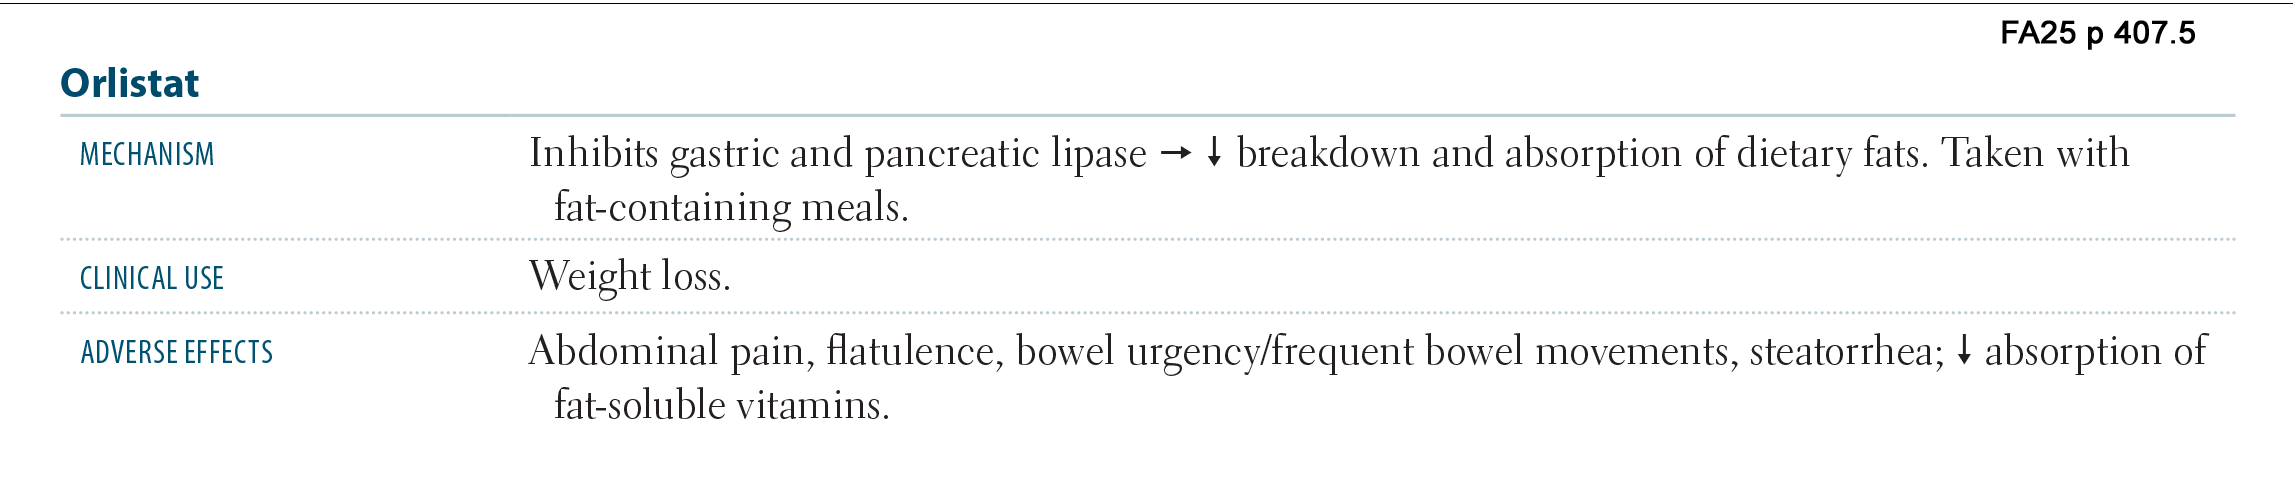 FA25 p 407.5
Orlistat
MECHANISM
Inhibits gastric and pancreatic lipase → ↓ breakdown and absorption of dietary fats. Taken with
fat-containing meals.
CLINICAL USE
Weight loss.
ADVERSE EFFECTS
Abdominal pain, flatulence, bowel urgency/frequent bowel movements, steatorrhea; ↓ absorption of
fat-soluble vitamins.